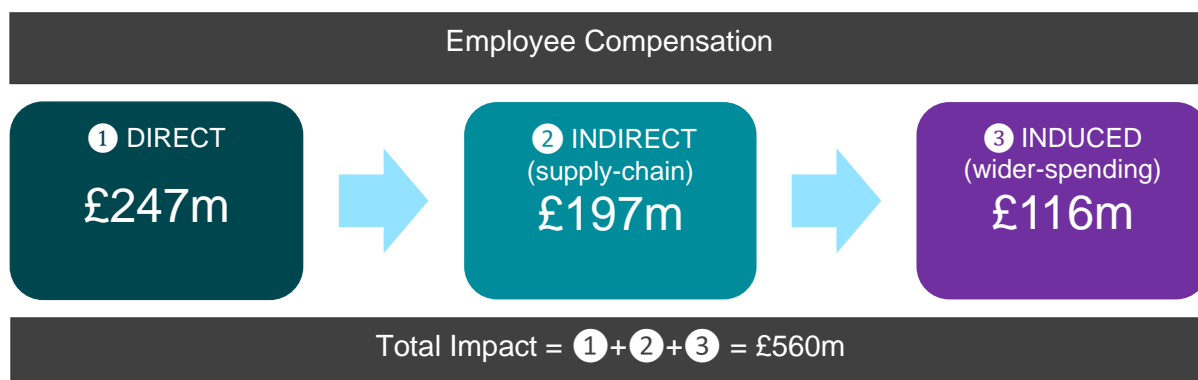 Employee Compensation
❶ DIRECT
£247m
❷ INDIRECT
(supply-chain)
£197m
❸ INDUCED
(wider-spending)
£116m
Total Impact = ❶+❷+❸ = £560m